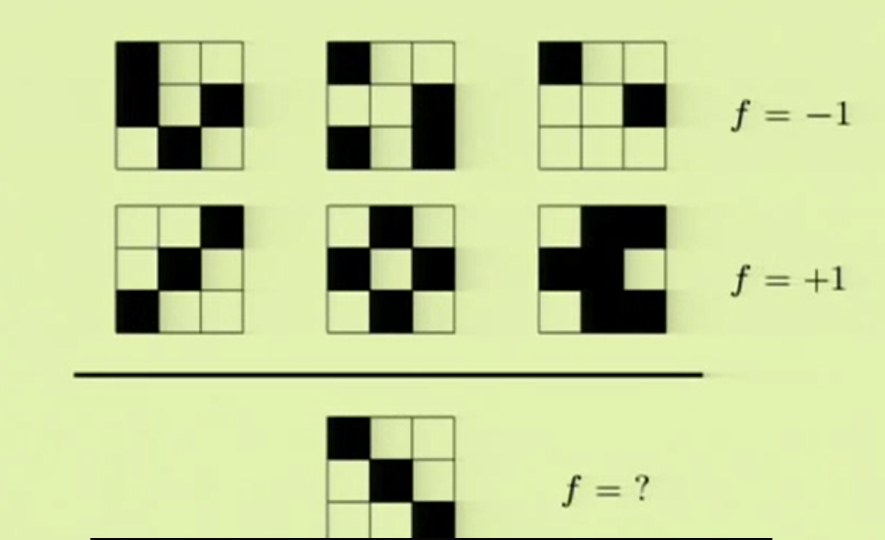 f = −1
f = +1
f = ?